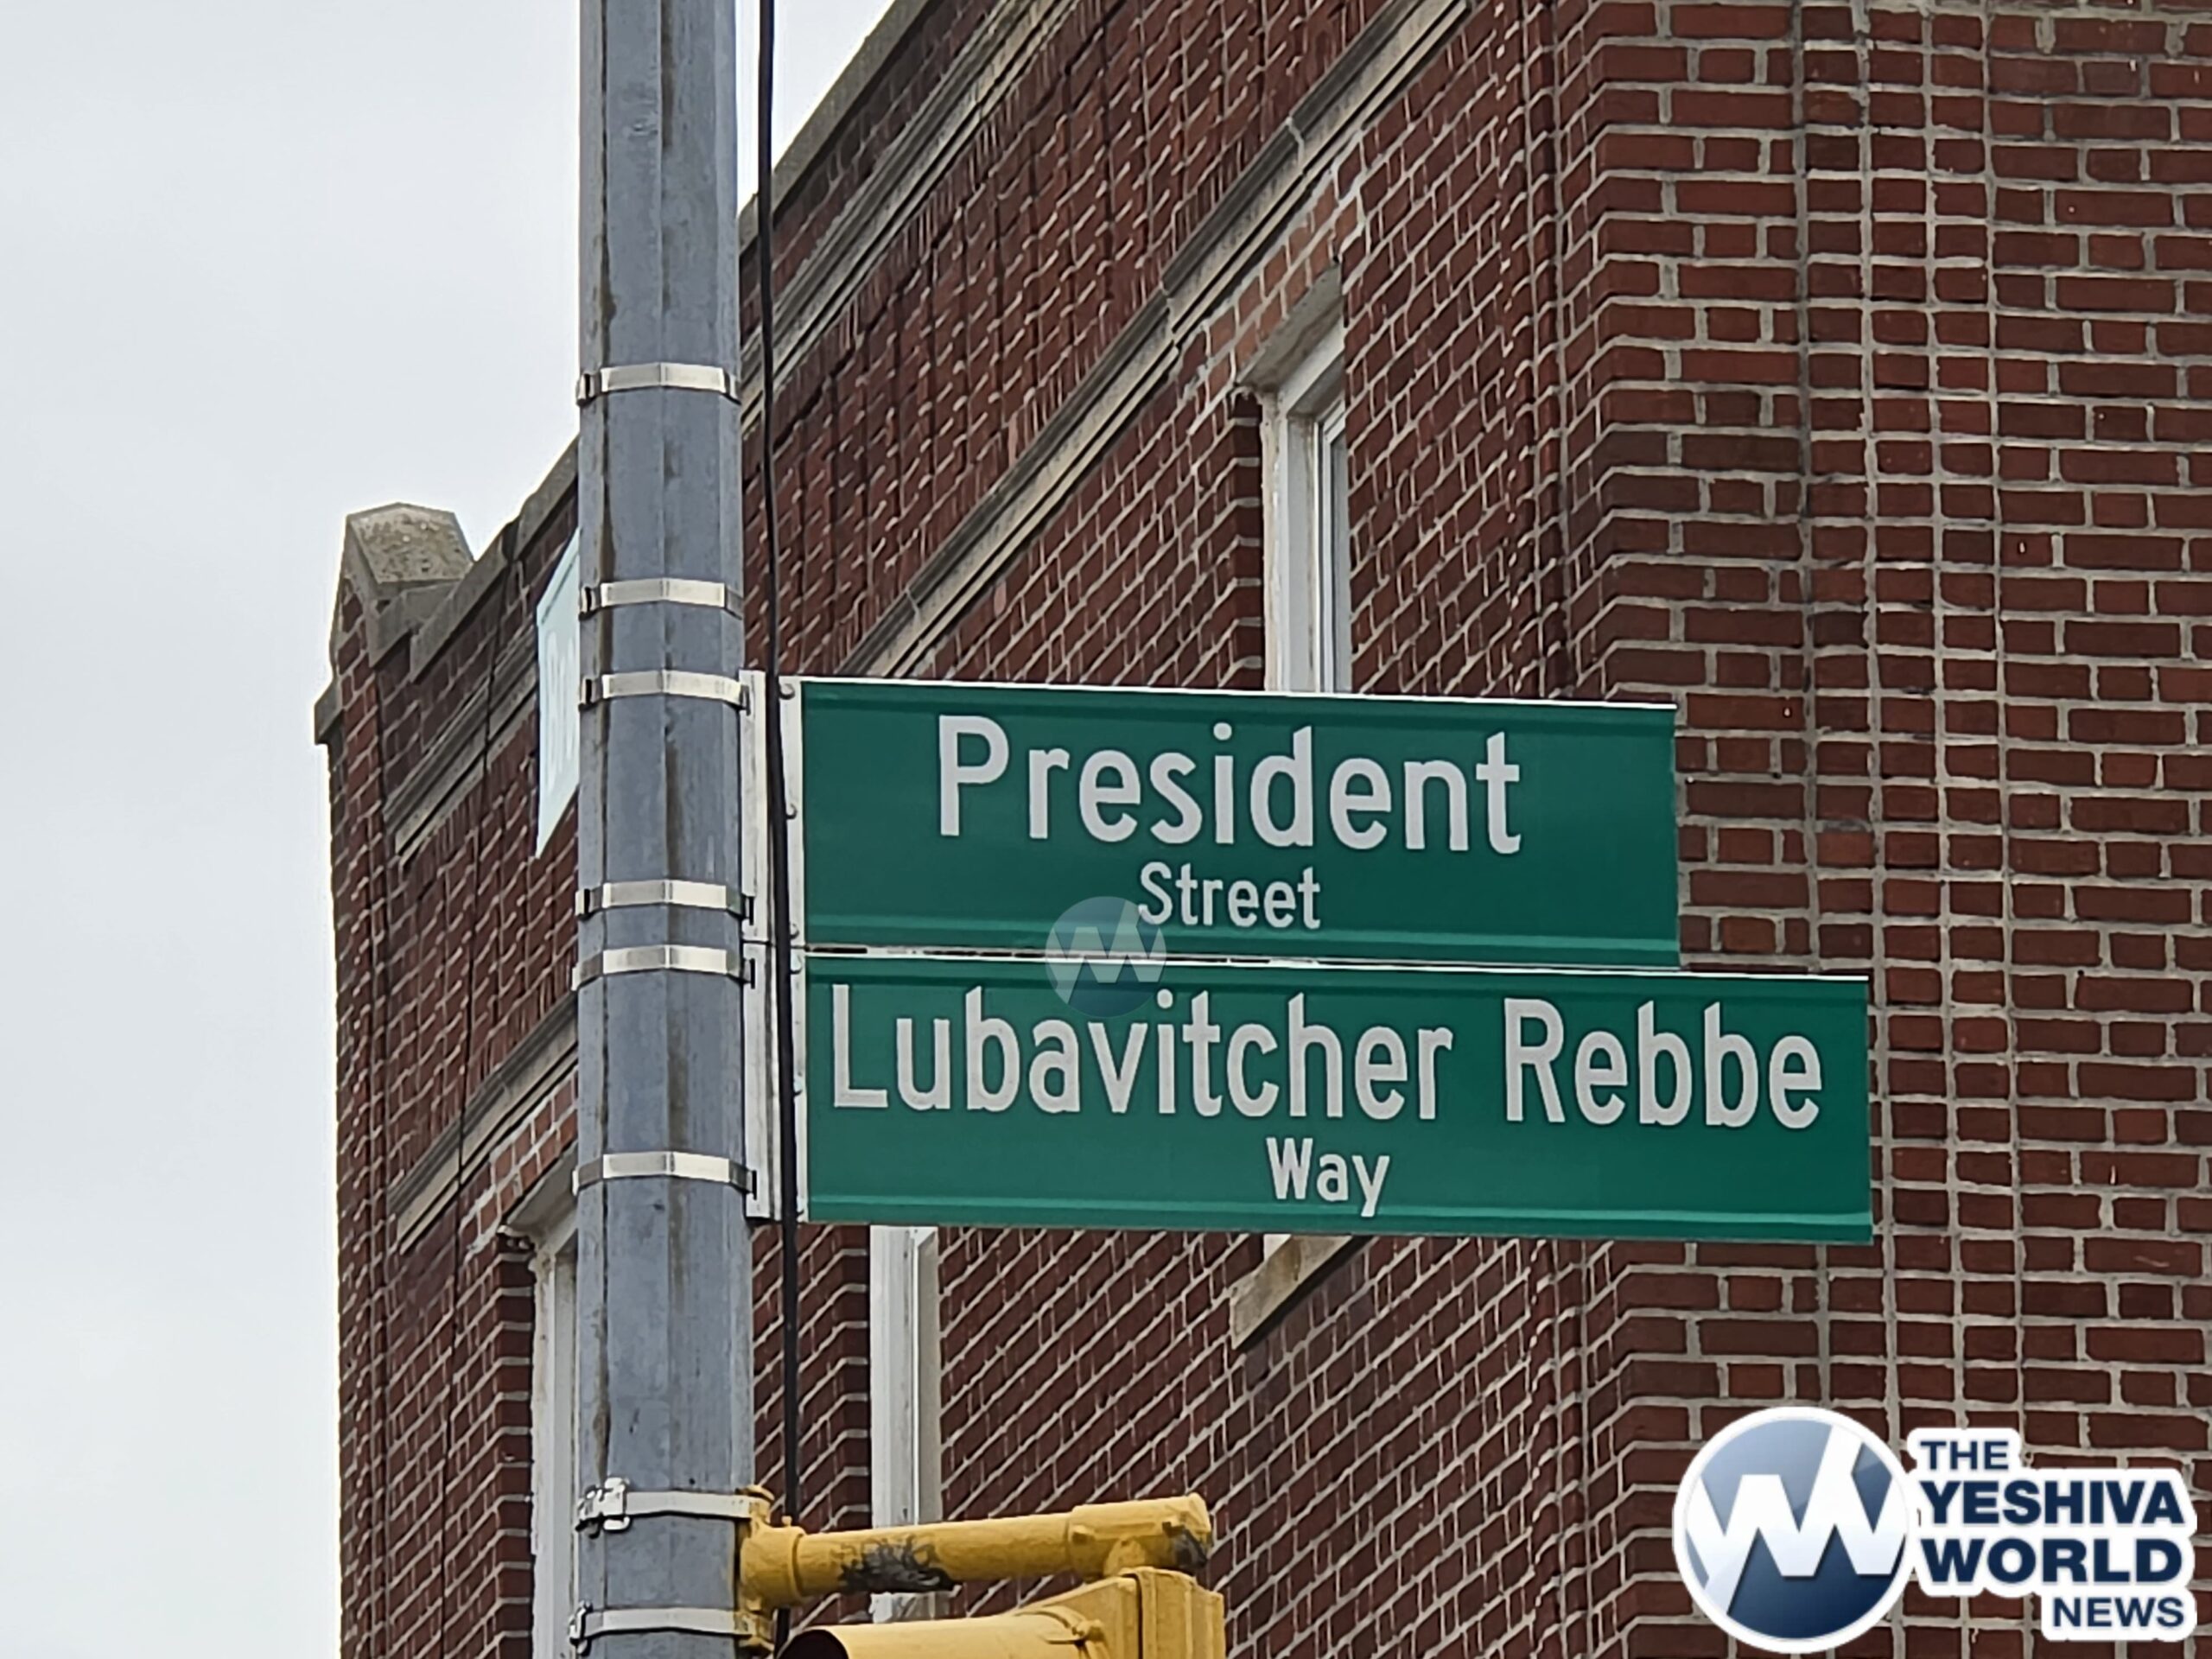 President
Street
Lubavitcher Rebbe
Way
THE
YESHIVA
WORLD
NEWS